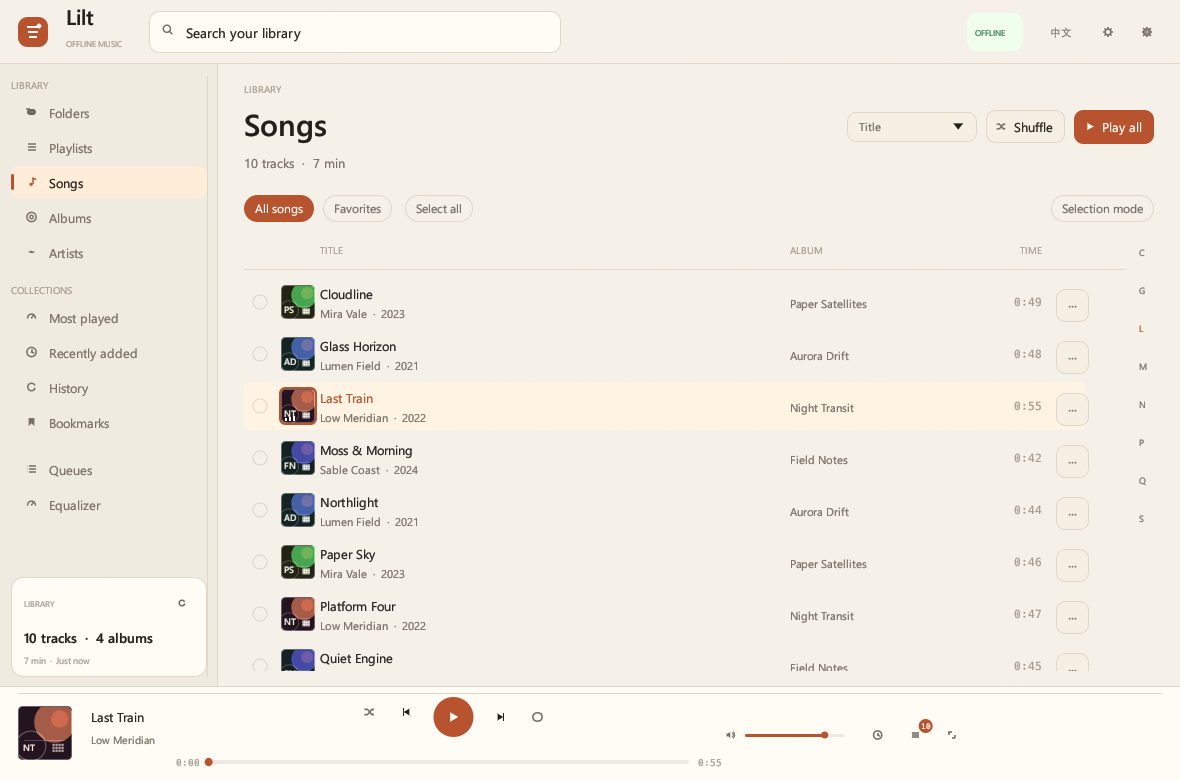 Lilt
OFFLINE MUSIC
Search your library
OFFLINE
中文
LIBRARY
Folders
Playlists
Songs
Albums
Artists
COLLECTIONS
Most played
Recently added
History
Bookmarks
Queues
Equalizer
LIBRARY
10 tracks · 4 albums
7 min · Just now
LIBRARY
Songs
10 tracks · 7 min
Title
Shuffle
Play all
All songs
Favorites
Select all
Selection mode
TITLE ALBUM TIME
PS
Cloudline
Mira Vale · 2023
Paper Satellites
0:49
...
AD
Glass Horizon
Lumen Field · 2021
Aurora Drift
0:48
...
NT
Last Train
Low Meridian · 2022
Night Transit
0:55
...
FN
Moss & Morning
Sable Coast · 2024
Field Notes
0:42
...
AD
Northlight
Lumen Field · 2021
Aurora Drift
0:44
...
PS
Paper Sky
Mira Vale · 2023
Paper Satellites
0:46
...
NT
Platform Four
Low Meridian · 2022
Night Transit
0:47
...
Quiet Engine
Field Notes
0:45
...
C
G
L
M
N
P
Q
S
NT
Last Train
Low Meridian
0:00
0:55
10